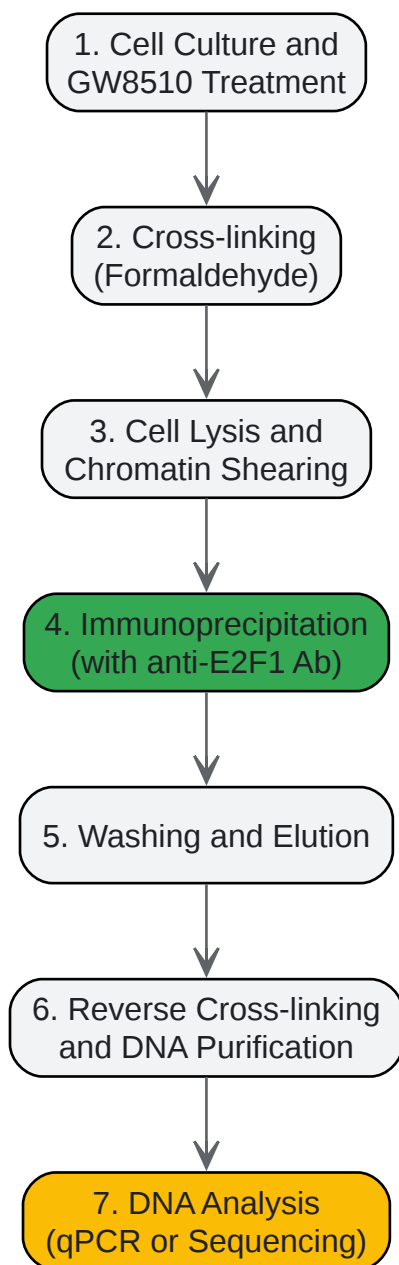 1. Cell Culture and
GW8510 Treatment
2. Cross-linking
(Formaldehyde)
3. Cell Lysis and
Chromatin Shearing
4. Immunoprecipitation
(with anti-E2F1 Ab)
5. Washing and Elution
6. Reverse Cross-linking
and DNA Purification
7. DNA Analysis
(qPCR or Sequencing)